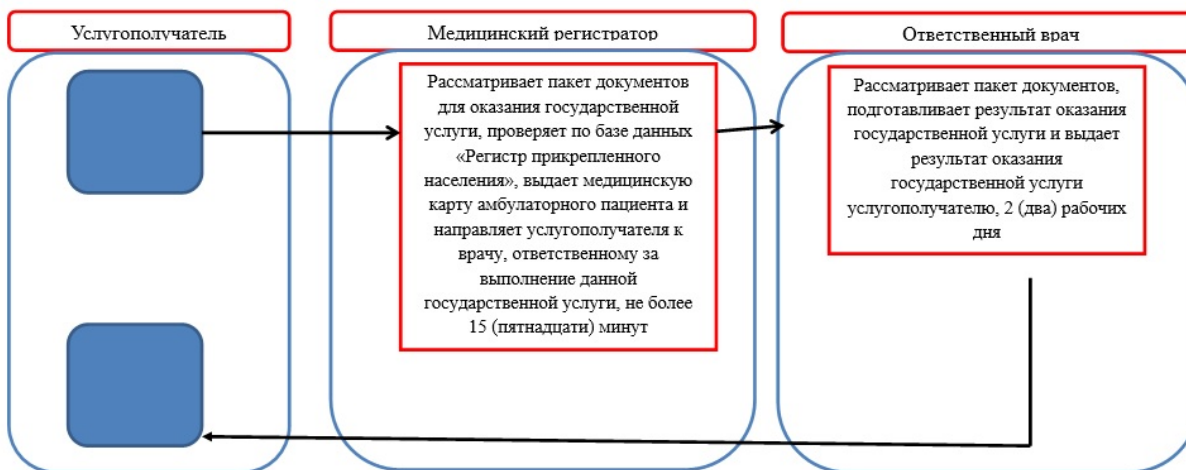 Услугополучатель
Медицинский регистратор
Ответственный врач
Рассматривает пакет документов
для оказания государственной
услуги, проверяет по базе данных
«Регистр прикрепленного
населения», выдает медицинскую
карту амбулаторного пациента и
направляет услугополучателя к
врачу, ответственному за
выполнение данной
государственной услуги, не более
15 (пятнадцати) минут
Рассматривает пакет документов,
подготавливает результат оказания
государственной услуги и выдает
результат оказания
государственной услуги
услугополучателю, 2 (два) рабочих
дня